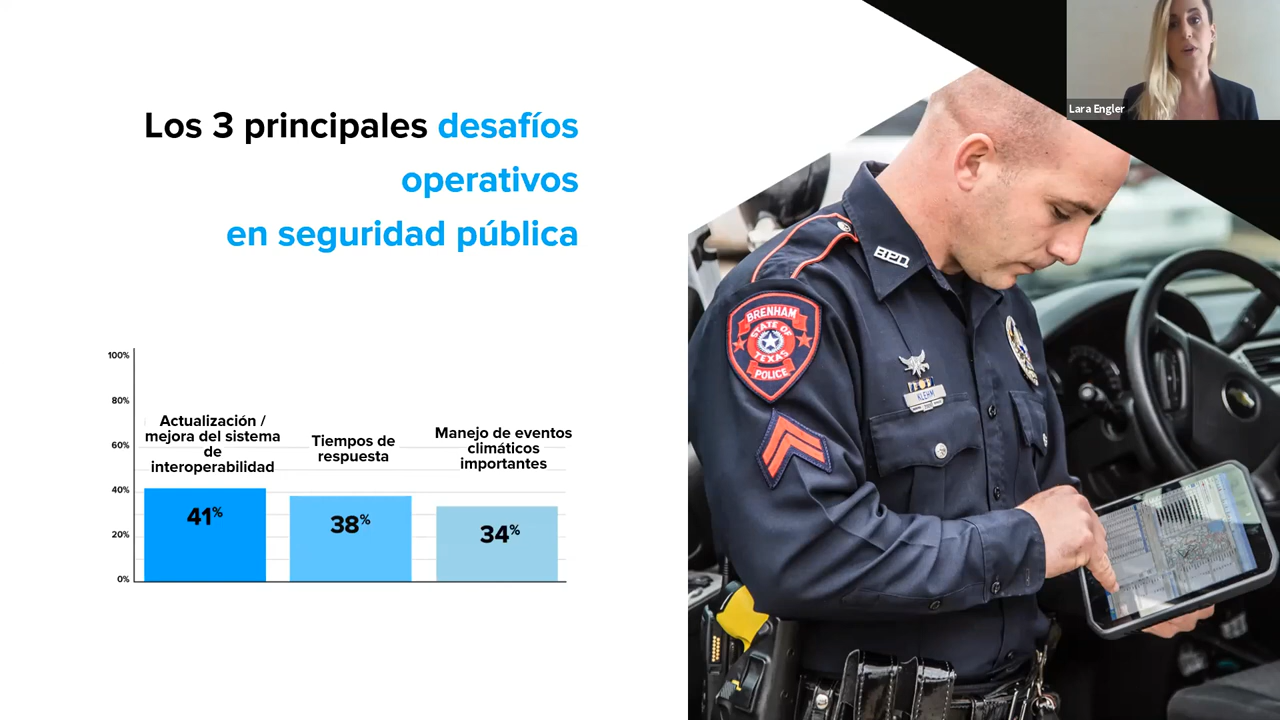 Los 3 principales desafíos
operativos
en seguridad pública
100%
80%
60%
40%
20%
0%
Actualización /
mejora del sistema
de
interoperabilidad
41%
Tiempos de
respuesta
38%
Manejo de eventos
climáticos
importantes
34%
Lara Engler
BPD
BRENHAM
STATE OF
TEXAS
POLICE
KLEHM